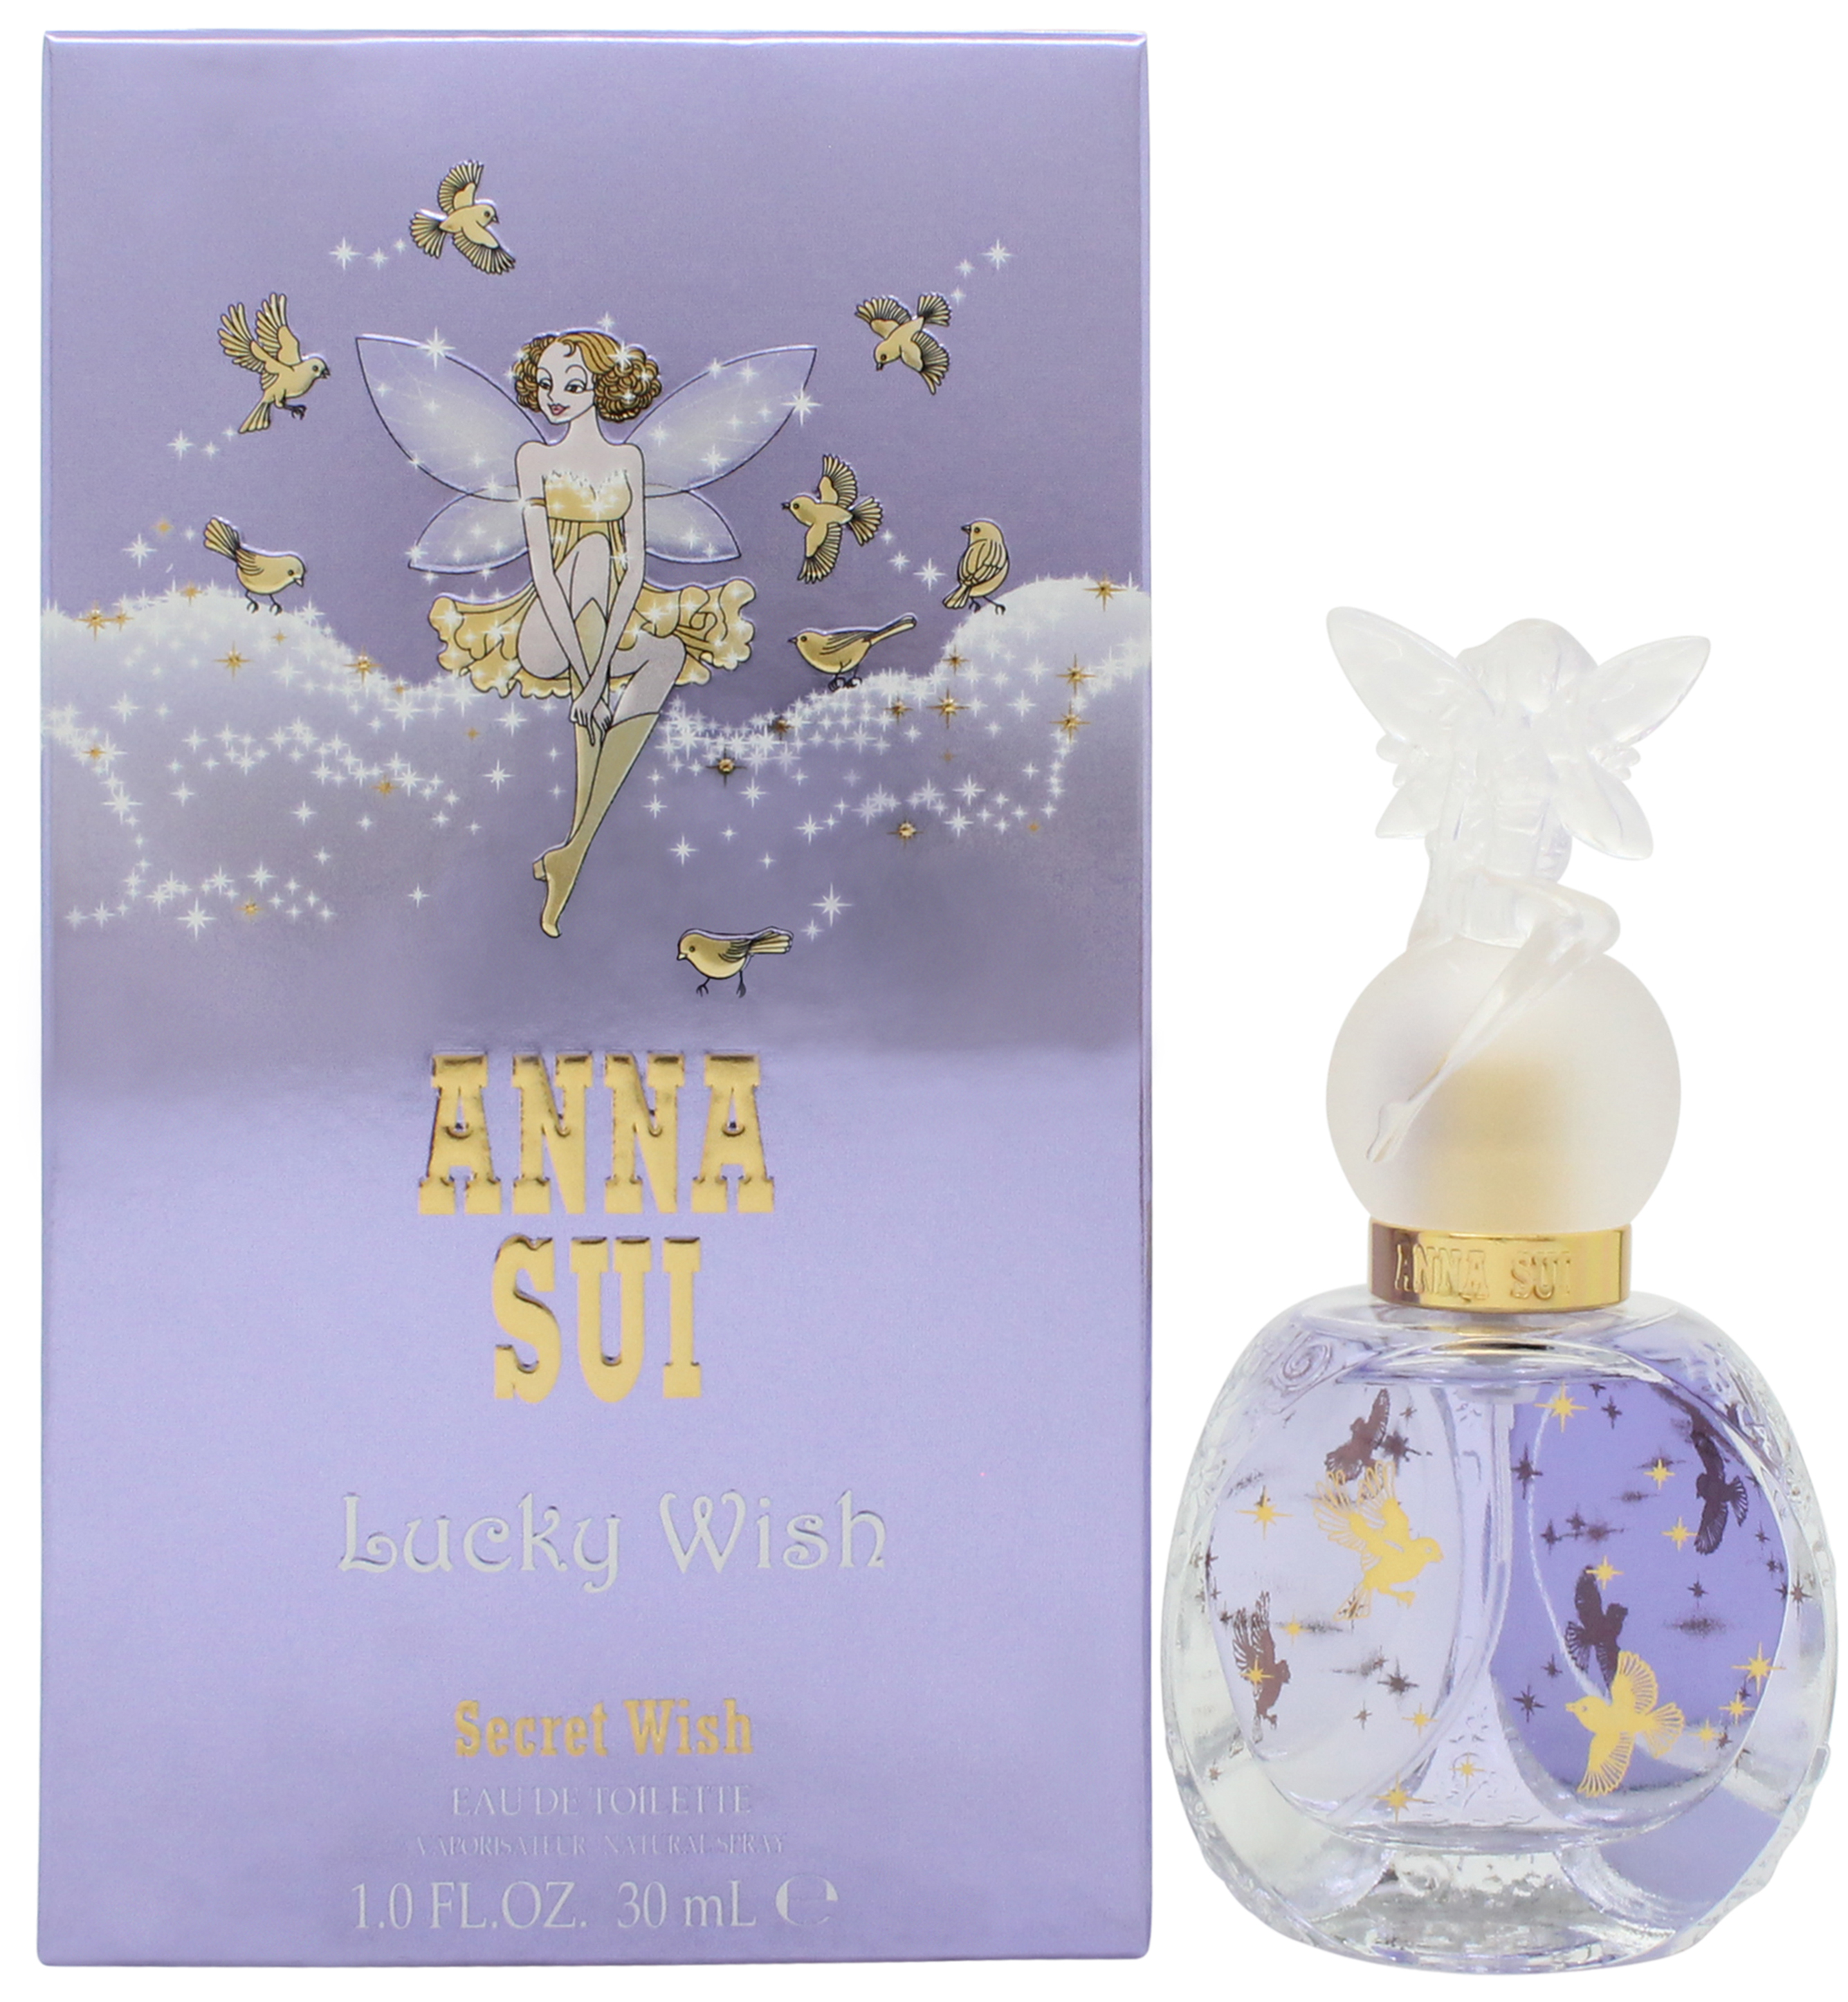 ANNA
SUI
Lucky Wish
Secret Wish
EAU DE TOILETTE
VAPORISATEUR NATURAL SPRAY
1.0 FL.OZ. 30 mL ℮
ANNA SUI